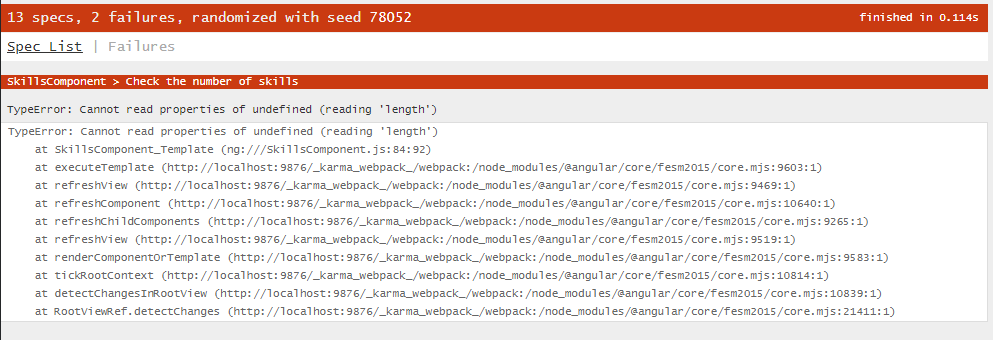 13 specs, 2 failures, randomized with seed 78052
finished in 0.114s
Spec List | Failures
SkillsComponent > Check the number of skills
TypeError: Cannot read properties of undefined (reading 'length')
TypeError: Cannot read properties of undefined (reading 'length')
at SkillsComponent_Template (ng:///SkillsComponent.js:84:92)
at executeTemplate (http://localhost:9876/_karma_webpack_/webpack:/node_modules/@angular/core/fesm2015/core.mjs:9603:1)
at refreshView (http://localhost:9876/_karma_webpack_/webpack:/node_modules/@angular/core/fesm2015/core.mjs:9469:1)
at refreshComponent (http://localhost:9876/_karma_webpack_/webpack:/node_modules/@angular/core/fesm2015/core.mjs:10640:1)
at refreshChildComponents (http://localhost:9876/_karma_webpack_/webpack:/node_modules/@angular/core/fesm2015/core.mjs:9265:1)
at refreshView (http://localhost:9876/_karma_webpack_/webpack:/node_modules/@angular/core/fesm2015/core.mjs:9519:1)
at renderComponentOrTemplate (http://localhost:9876/_karma_webpack_/webpack:/node_modules/@angular/core/fesm2015/core.mjs:9583:1)
at tickRootContext (http://localhost:9876/_karma_webpack_/webpack:/node_modules/@angular/core/fesm2015/core.mjs:10814:1)
at detectChangesInRootView (http://localhost:9876/_karma_webpack_/webpack:/node_modules/@angular/core/fesm2015/core.mjs:10839:1)
at RootViewRef.detectChanges (http://localhost:9876/_karma_webpack_/webpack:/node_modules/@angular/core/fesm2015/core.mjs:21411:1)